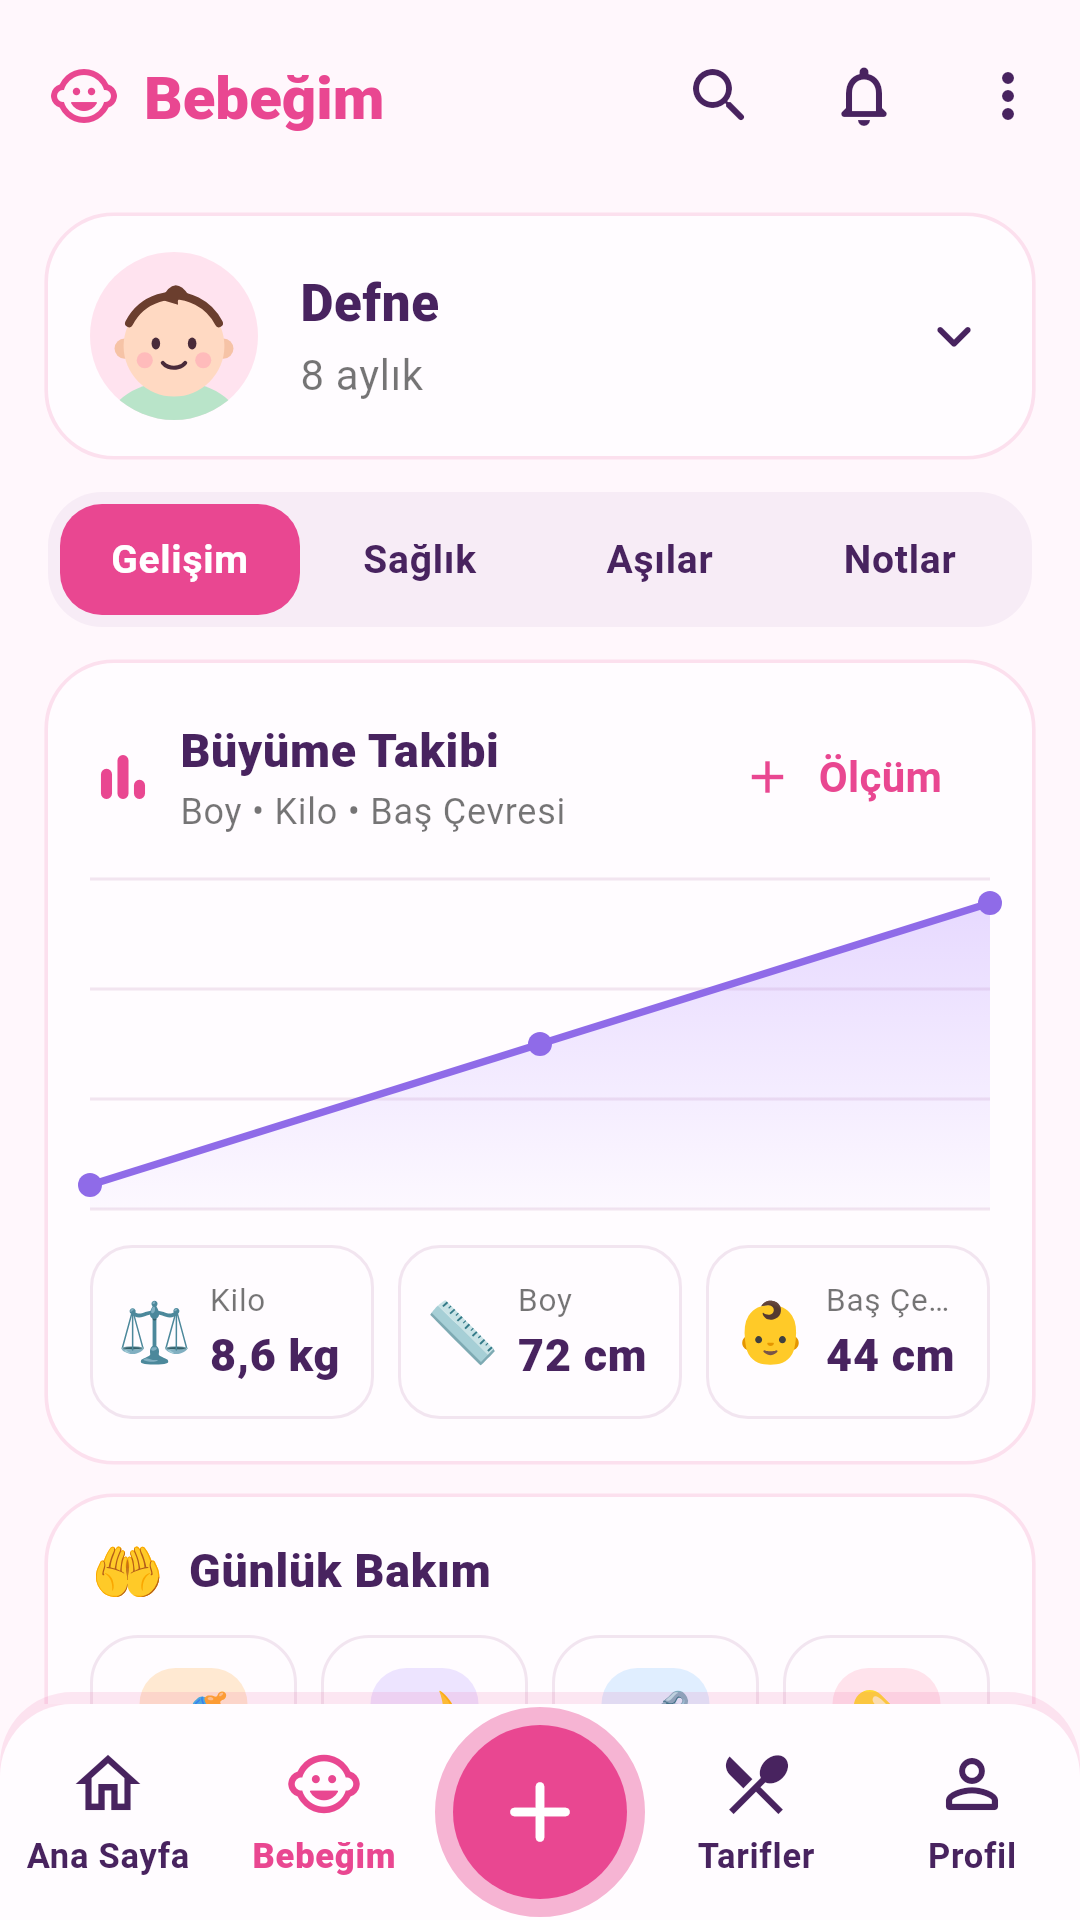 Bebeğim
Defne
8 aylık
Gelişim
Sağlık
Aşılar
Notlar
Büyüme Takibi
Boy • Kilo • Baş Çevresi
Ölçüm
Kilo
8,6 kg
Boy
72 cm
Baş Çe...
44 cm
Günlük Bakım
Ana Sayfa
Bebeğim
Tarifler
Profil